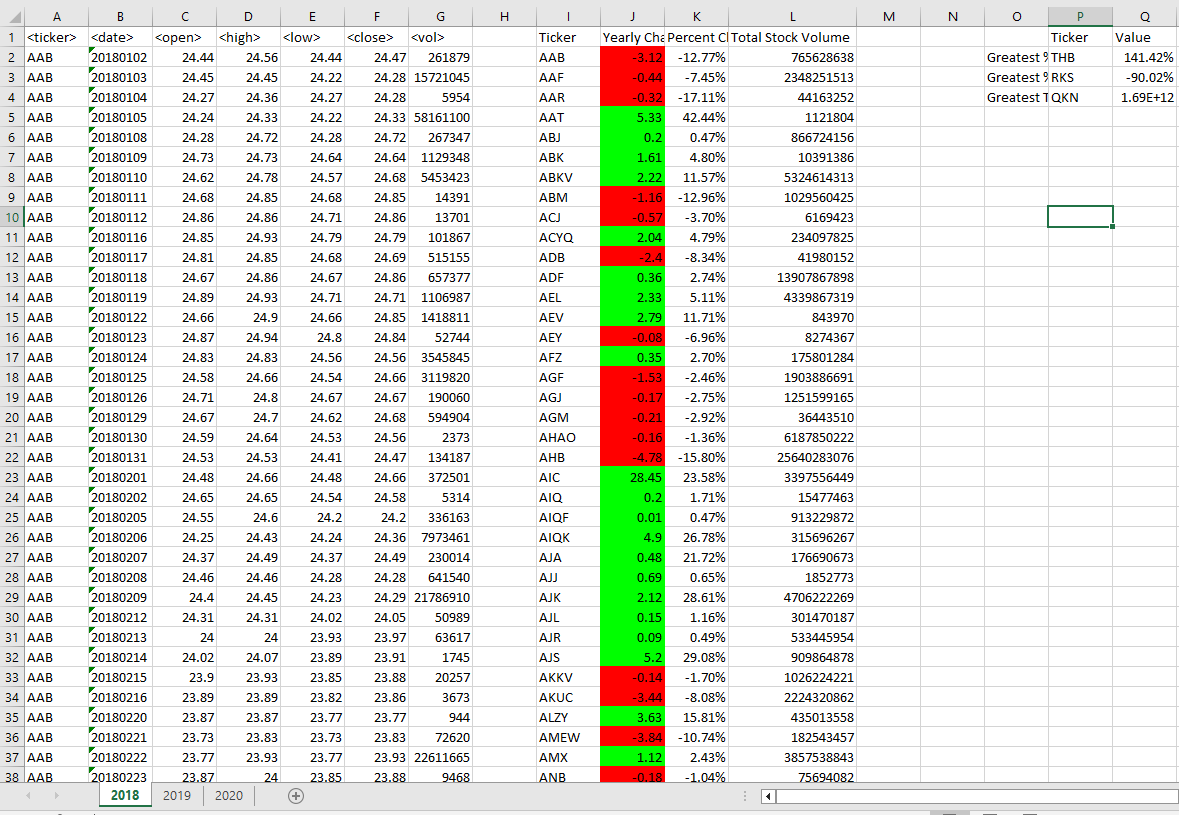 A B C D E F G H I J K L M N O P Q
1 <ticker> <date> <open> <high> <low> <close> <vol> Ticker Yearly Cha Percent Cl Total Stock Volume Ticker Value
2 AAB 20180102 24.44 24.56 24.44 24.47 261879 AAB -3.12 -12.77% 765628638 Greatest % THB 141.42%
3 AAB 20180103 24.45 24.45 24.22 24.28 15721045 AAF -0.44 -7.45% 2348251513 Greatest % RKS -90.02%
4 AAB 20180104 24.27 24.36 24.27 24.28 5954 AAR -0.32 -17.11% 44163252 Greatest T QKN 1.69E+12
5 AAB 20180105 24.24 24.33 24.22 24.33 58161100 AAT 5.33 42.44% 1121804
6 AAB 20180108 24.28 24.72 24.28 24.72 267347 ABJ 0.2 0.47% 866724156
7 AAB 20180109 24.73 24.73 24.64 24.64 1129348 ABK 1.61 4.80% 10391386
8 AAB 20180110 24.62 24.78 24.57 24.68 5453423 ABKV 2.22 11.57% 5324614313
9 AAB 20180111 24.68 24.85 24.68 24.85 14391 ABM -1.16 -12.96% 1029560425
10 AAB 20180112 24.86 24.86 24.71 24.86 13701 ACJ -0.57 -3.70% 6169423
11 AAB 20180116 24.85 24.93 24.79 24.79 101867 ACYQ 2.04 4.79% 234097825
12 AAB 20180117 24.81 24.85 24.68 24.69 515155 ADB -2.4 -8.34% 41980152
13 AAB 20180118 24.67 24.86 24.67 24.86 657377 ADF 0.36 2.74% 13907867898
14 AAB 20180119 24.89 24.93 24.71 24.71 1106987 AEL 2.33 5.11% 4339867319
15 AAB 20180122 24.66 24.9 24.66 24.85 1418811 AEV 2.79 11.71% 843970
16 AAB 20180123 24.87 24.94 24.8 24.84 52744 AEY -0.08 -6.96% 8274367
17 AAB 20180124 24.83 24.83 24.56 24.56 3545845 AFZ 0.35 2.70% 175801284
18 AAB 20180125 24.58 24.66 24.54 24.66 3119820 AGF -1.53 -2.46% 1903886691
19 AAB 20180126 24.71 24.8 24.67 24.67 190060 AGJ -0.17 -2.75% 1251599165
20 AAB 20180129 24.67 24.7 24.62 24.68 594904 AGM -0.21 -2.92% 36443510
21 AAB 20180130 24.59 24.64 24.53 24.56 2373 AHAO -0.16 -1.36% 6187850222
22 AAB 20180131 24.53 24.53 24.41 24.47 134187 AHB -4.78 -15.80% 25640283076
23 AAB 20180201 24.48 24.66 24.48 24.66 372501 AIC 28.45 23.58% 3397556449
24 AAB 20180202 24.65 24.65 24.54 24.58 5314 AIQ 0.2 1.71% 15477463
25 AAB 20180205 24.55 24.6 24.2 24.2 336163 AIQF 0.01 0.47% 913229872
26 AAB 20180206 24.25 24.43 24.24 24.36 7973461 AIQK 4.9 26.78% 315696267
27 AAB 20180207 24.37 24.49 24.37 24.49 230014 AJA 0.48 21.72% 176690673
28 AAB 20180208 24.46 24.46 24.28 24.28 641540 AJJ 0.69 0.65% 1852773
29 AAB 20180209 24.4 24.45 24.23 24.29 21786910 AJK 2.12 28.61% 4706222269
30 AAB 20180212 24.31 24.31 24.02 24.05 50989 AJL 0.15 1.16% 301470187
31 AAB 20180213 24 24 23.93 23.97 63617 AJR 0.09 0.49% 533445954
32 AAB 20180214 24.02 24.07 23.89 23.91 1745 AJS 5.2 29.08% 909864878
33 AAB 20180215 23.9 23.93 23.85 23.88 20257 AKKV -0.14 -1.70% 1026224221
34 AAB 20180216 23.89 23.89 23.82 23.86 3673 AKUC -3.44 -8.08% 2224320862
35 AAB 20180220 23.87 23.87 23.77 23.77 944 ALZY 3.63 15.81% 435013558
36 AAB 20180221 23.73 23.83 23.73 23.83 72620 AMEW -3.84 -10.74% 182543457
37 AAB 20180222 23.77 23.93 23.77 23.93 22611665 AMX 1.12 2.43% 3857538843
38 AAB 20180223 23.87 24 23.85 23.88 9468 ANB -0.18 -1.04% 75694082
2018 2019 2020